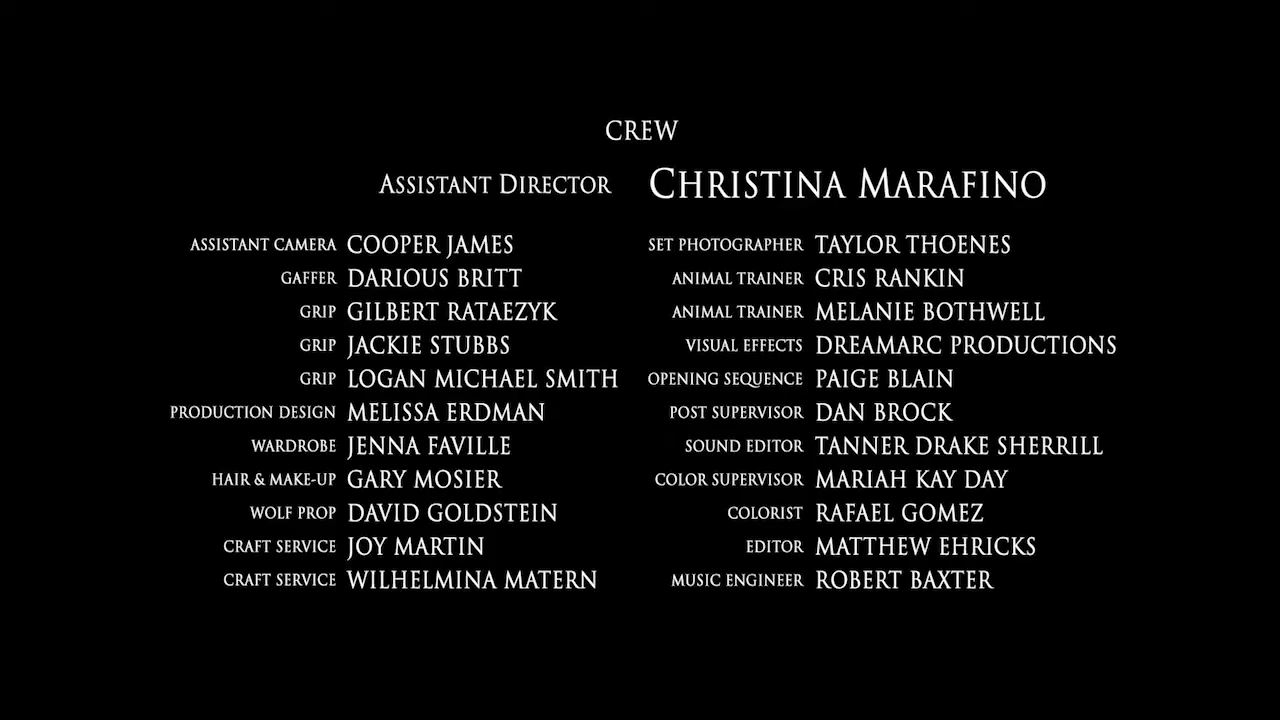 CREW
ASSISTANT DIRECTOR CHRISTINA MARAFINO
ASSISTANT CAMERA COOPER JAMES
GAFFER DARIOUS BRITT
GRIP GILBERT RATAEZYK
GRIP JACKIE STUBBS
GRIP LOGAN MICHAEL SMITH
PRODUCTION DESIGN MELISSA ERDMAN
WARDROBE JENNA FAVILLE
HAIR & MAKE-UP GARY MOSIER
WOLF PROP DAVID GOLDSTEIN
CRAFT SERVICE JOY MARTIN
CRAFT SERVICE WILHELMINA MATERN
SET PHOTOGRAPHER TAYLOR THOENES
ANIMAL TRAINER CRIS RANKIN
ANIMAL TRAINER MELANIE BOTHWELL
VISUAL EFFECTS DREAMARC PRODUCTIONS
OPENING SEQUENCE PAIGE BLAIN
POST SUPERVISOR DAN BROCK
SOUND EDITOR TANNER DRAKE SHERRILL
COLOR SUPERVISOR MARIAH KAY DAY
COLORIST RAFAEL GOMEZ
EDITOR MATTHEW EHRICKS
MUSIC ENGINEER ROBERT BAXTER